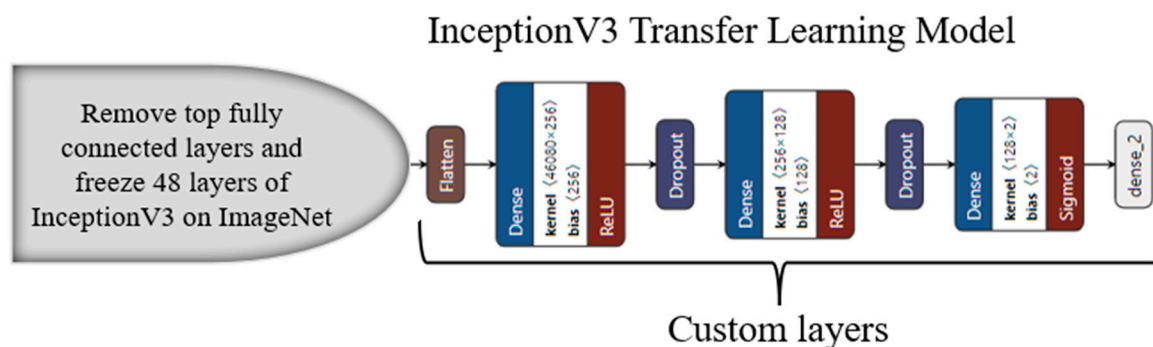 InceptionV3 Transfer Learning Model
Remove top fully
connected layers and
freeze 48 layers of
InceptionV3 on ImageNet
Flatten
Dense
kernel ⟨46080×256⟩
bias ⟨256⟩
ReLU
Dropout
Dense
kernel ⟨256×128⟩
bias ⟨128⟩
ReLU
Dropout
Dense
kernel ⟨128×2⟩
bias ⟨2⟩
Sigmoid
dense_2
Custom layers